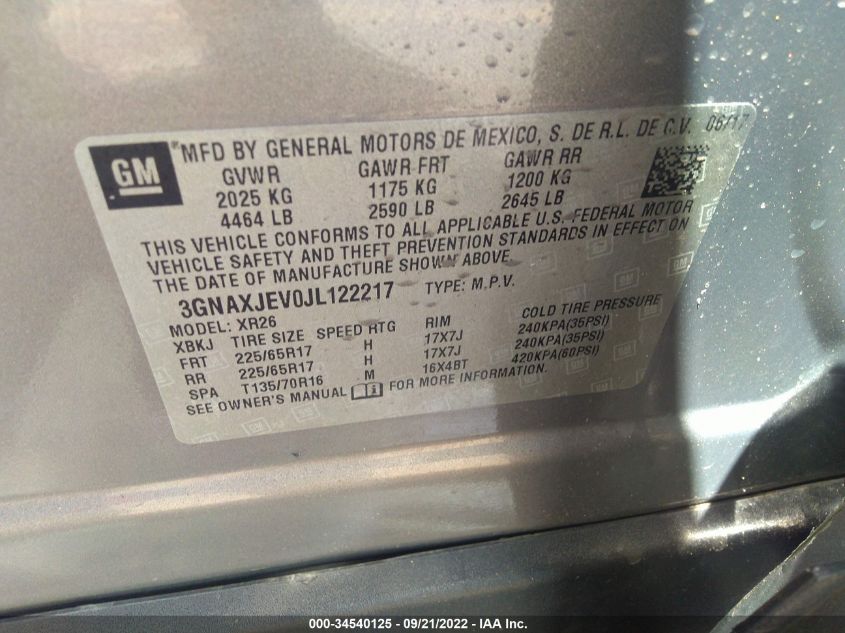 GM
*MFD BY GENERAL MOTORS DE MEXICO, S. DE R.L. DE C.V. 06/17
GVWR GAWR FRT GAWR RR
2025 KG 1175 KG 1200 KG
4464 LB 2590 LB 2645 LB
THIS VEHICLE CONFORMS TO ALL APPLICABLE U.S. FEDERAL MOTOR
VEHICLE SAFETY AND THEFT PREVENTION STANDARDS IN EFFECT ON
THE DATE OF MANUFACTURE SHOWN ABOVE.
3GNAXJEV0JL122217 TYPE: M.P.V.
MODEL: XR26
XBKJ TIRE SIZE SPEED RTG RIM COLD TIRE PRESSURE
FRT 225/65R17 H 17X7J 240KPA(35PSI)
RR 225/65R17 H 17X7J 240KPA(35PSI)
SPA T135/70R16 M 16X4BT 420KPA(60PSI)
SEE OWNER'S MANUAL FOR MORE INFORMATION.
000-34540125 - 09/21/2022 - IAA Inc.